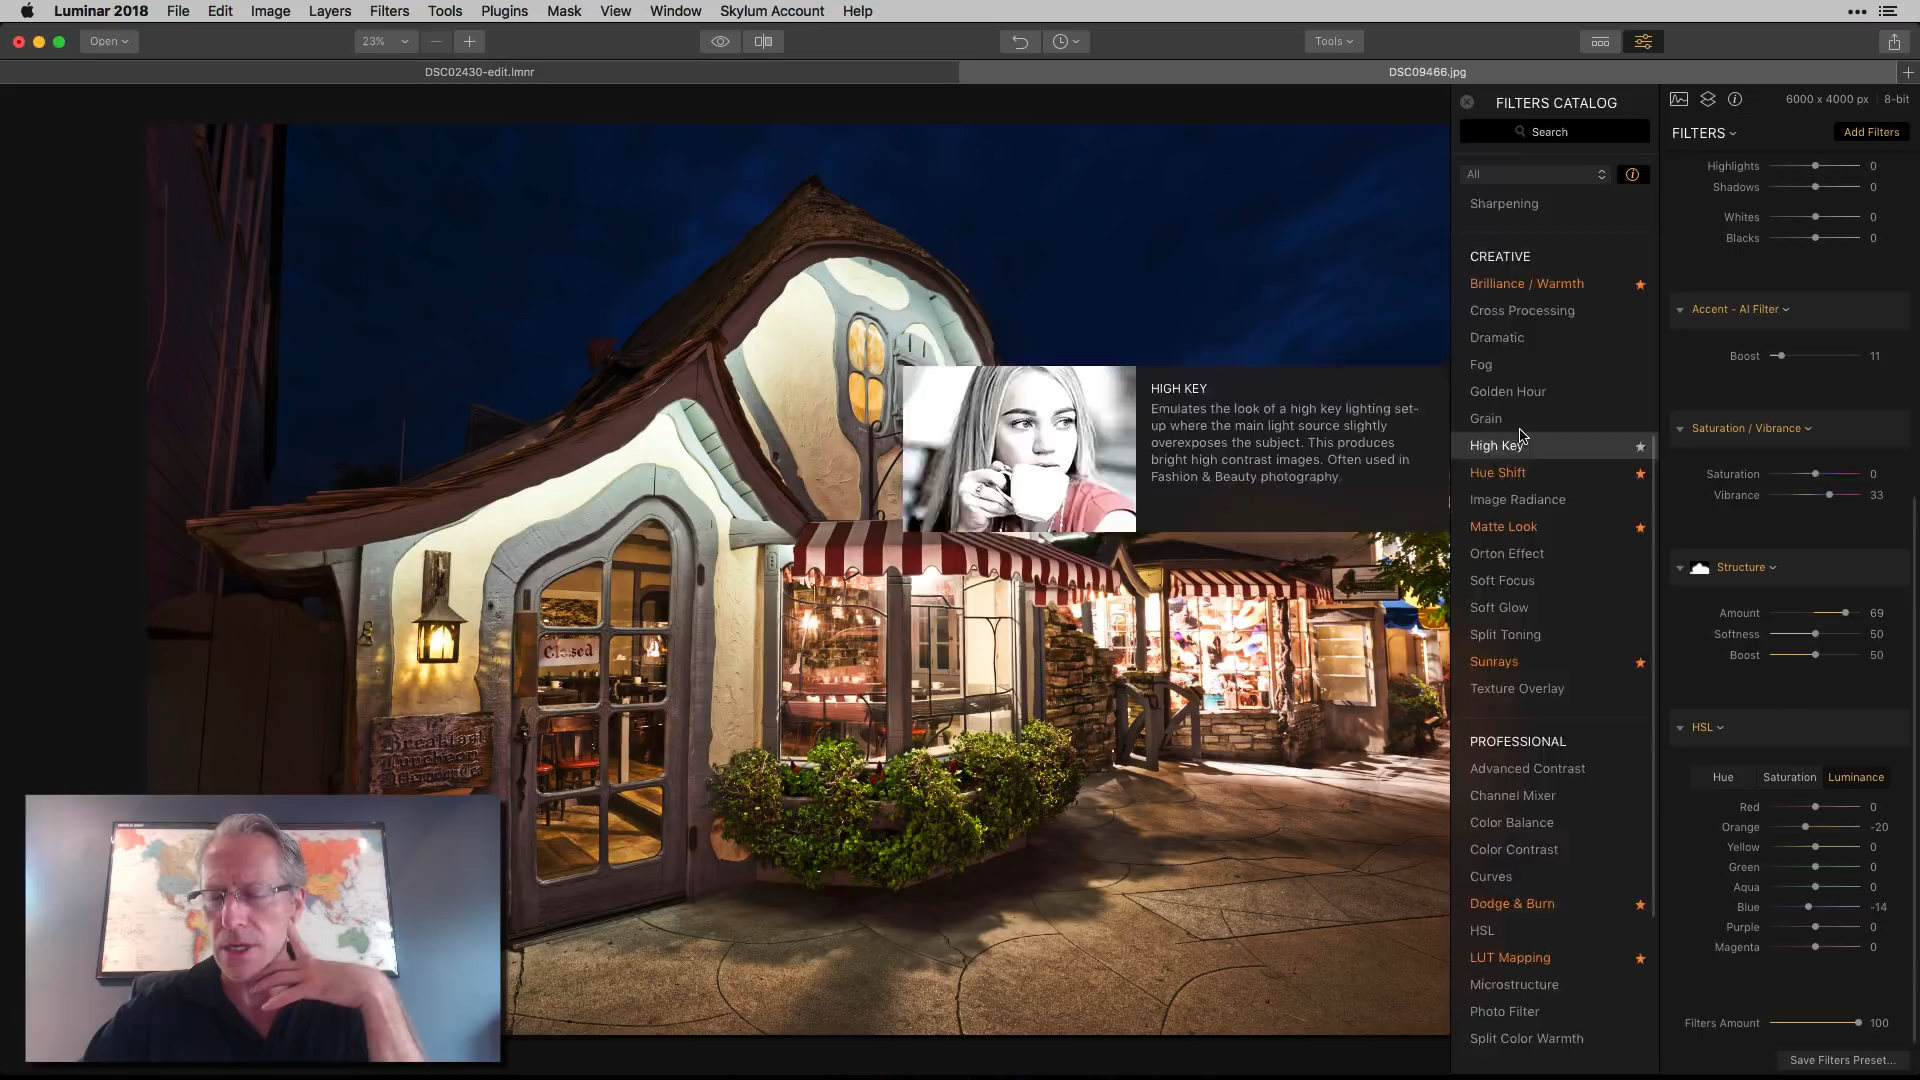 Luminar 2018 File Edit Image Layers Filters Tools Plugins Mask View Window Skylum Account Help
Open 23% Tools
DSC02430-edit.lmnr DSC09466.jpg
FILTERS CATALOG
Search
All
Sharpening
CREATIVE
Brilliance / Warmth
Cross Processing
Dramatic
Fog
Golden Hour
Grain
High Key
Hue Shift
Image Radiance
Matte Look
Orton Effect
Soft Focus
Soft Glow
Split Toning
Sunrays
Texture Overlay
PROFESSIONAL
Advanced Contrast
Channel Mixer
Color Balance
Color Contrast
Curves
Dodge & Burn
HSL
LUT Mapping
Microstructure
Photo Filter
Split Color Warmth
HIGH KEY
Emulates the look of a high key lighting set-
up where the main light source slightly
overexposes the subject. This produces
bright high contrast images. Often used in
Fashion & Beauty photography.
6000 x 4000 px 8-bit
FILTERS Add Filters
Highlights 0
Shadows 0
Whites 0
Blacks 0
Accent - AI Filter
Boost 11
Saturation / Vibrance
Saturation 0
Vibrance 33
Structure
Amount 69
Softness 50
Boost 50
HSL
Hue Saturation Luminance
Red 0
Orange -20
Yellow 0
Green 0
Aqua 0
Blue -14
Purple 0
Magenta 0
Filters Amount 100
Save Filters Preset...
Closed
Breakfast
Luncheon
Afternoon Tea